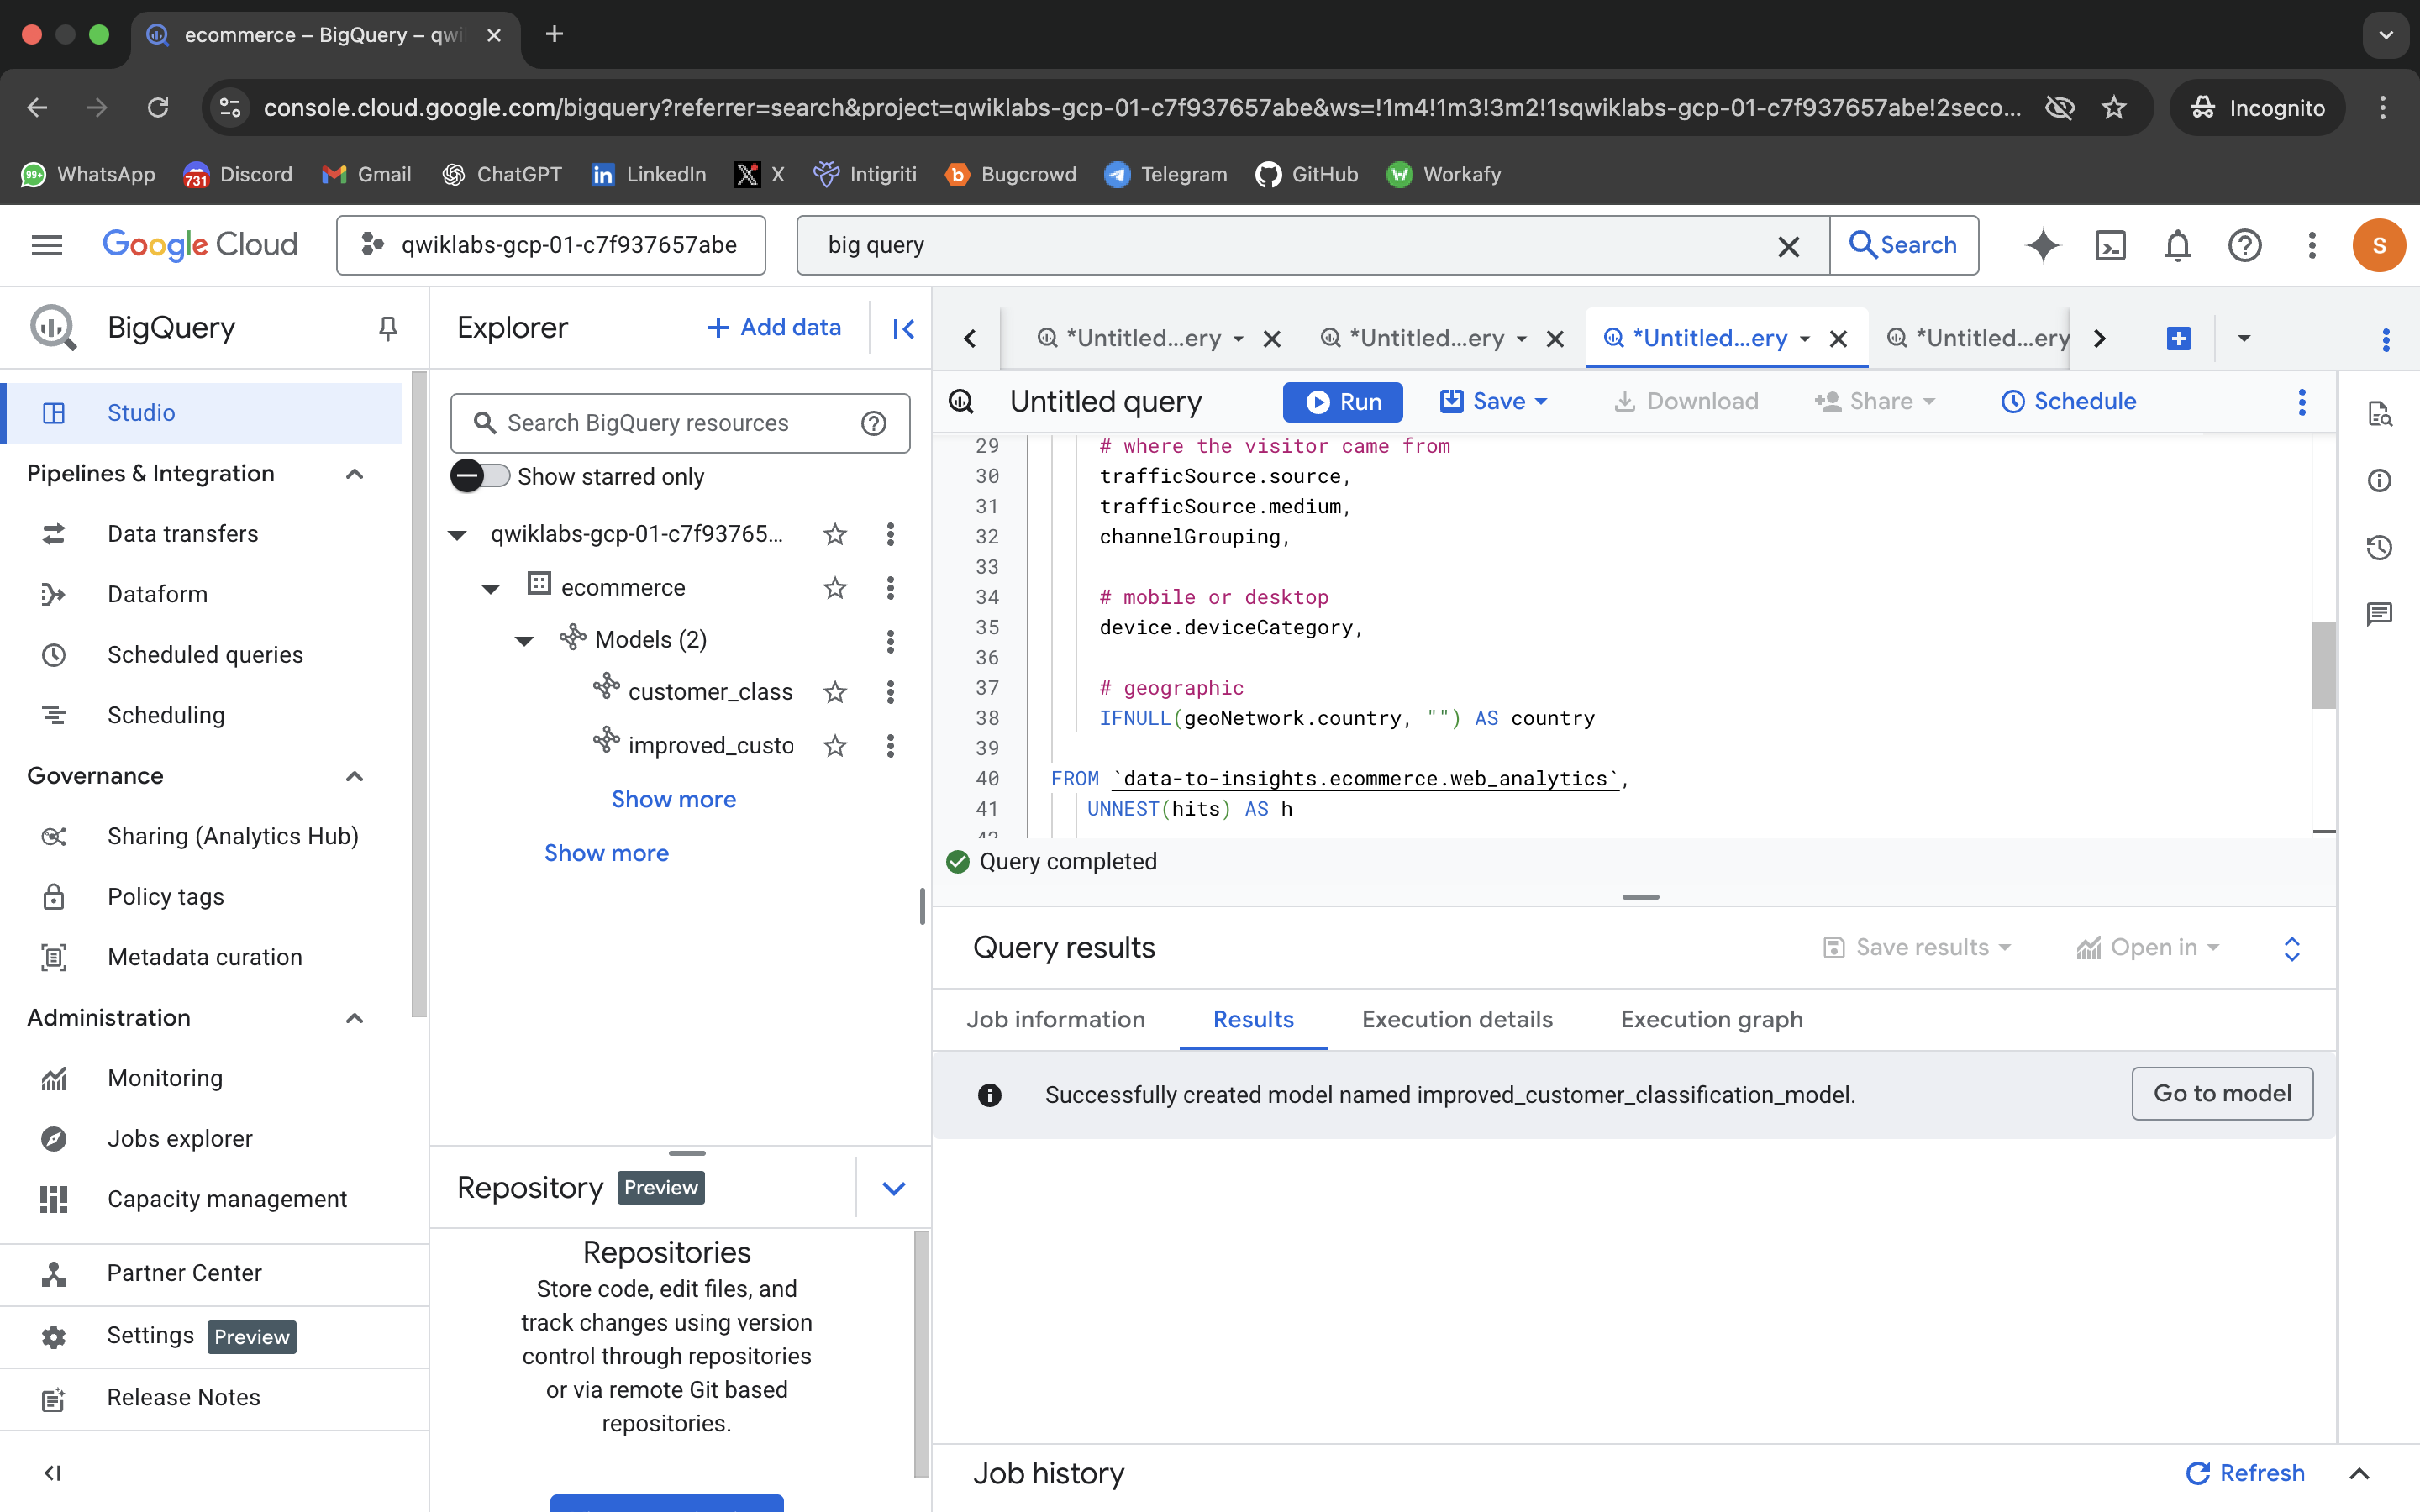 ecommerce – BigQuery – qwi
console.cloud.google.com/bigquery?referrer=search&project=qwiklabs-gcp-01-c7f937657abe&ws=!1m4!1m3!3m2!1sqwiklabs-gcp-01-c7f937657abe!2seco...
Incognito
99+ WhatsApp
731 Discord
Gmail
ChatGPT
LinkedIn
X
Intigriti
Bugcrowd
Telegram
GitHub
Workafy
Google Cloud
qwiklabs-gcp-01-c7f937657abe
big query
Search
S
BigQuery
Studio
Pipelines & Integration
Data transfers
Dataform
Scheduled queries
Scheduling
Governance
Sharing (Analytics Hub)
Policy tags
Metadata curation
Administration
Monitoring
Jobs explorer
Capacity management
Partner Center
Settings Preview
Release Notes
Explorer
Add data
Search BigQuery resources
Show starred only
qwiklabs-gcp-01-c7f93765...
ecommerce
Models (2)
customer_class
improved_custo
Show more
Show more
Repository Preview
Repositories
Store code, edit files, and
track changes using version
control through repositories
or via remote Git based
repositories.
*Untitled...ery
*Untitled...ery
*Untitled...ery
*Untitled...ery
Untitled query
Run
Save
Download
Share
Schedule
29 # where the visitor came from
30 trafficSource.source,
31 trafficSource.medium,
32 channelGrouping,
33
34 # mobile or desktop
35 device.deviceCategory,
36
37 # geographic
38 IFNULL(geoNetwork.country, "") AS country
39
40 FROM `data-to-insights.ecommerce.web_analytics`,
41 UNNEST(hits) AS h
42
Query completed
Query results
Save results
Open in
Job information
Results
Execution details
Execution graph
Successfully created model named improved_customer_classification_model.
Go to model
Job history
Refresh